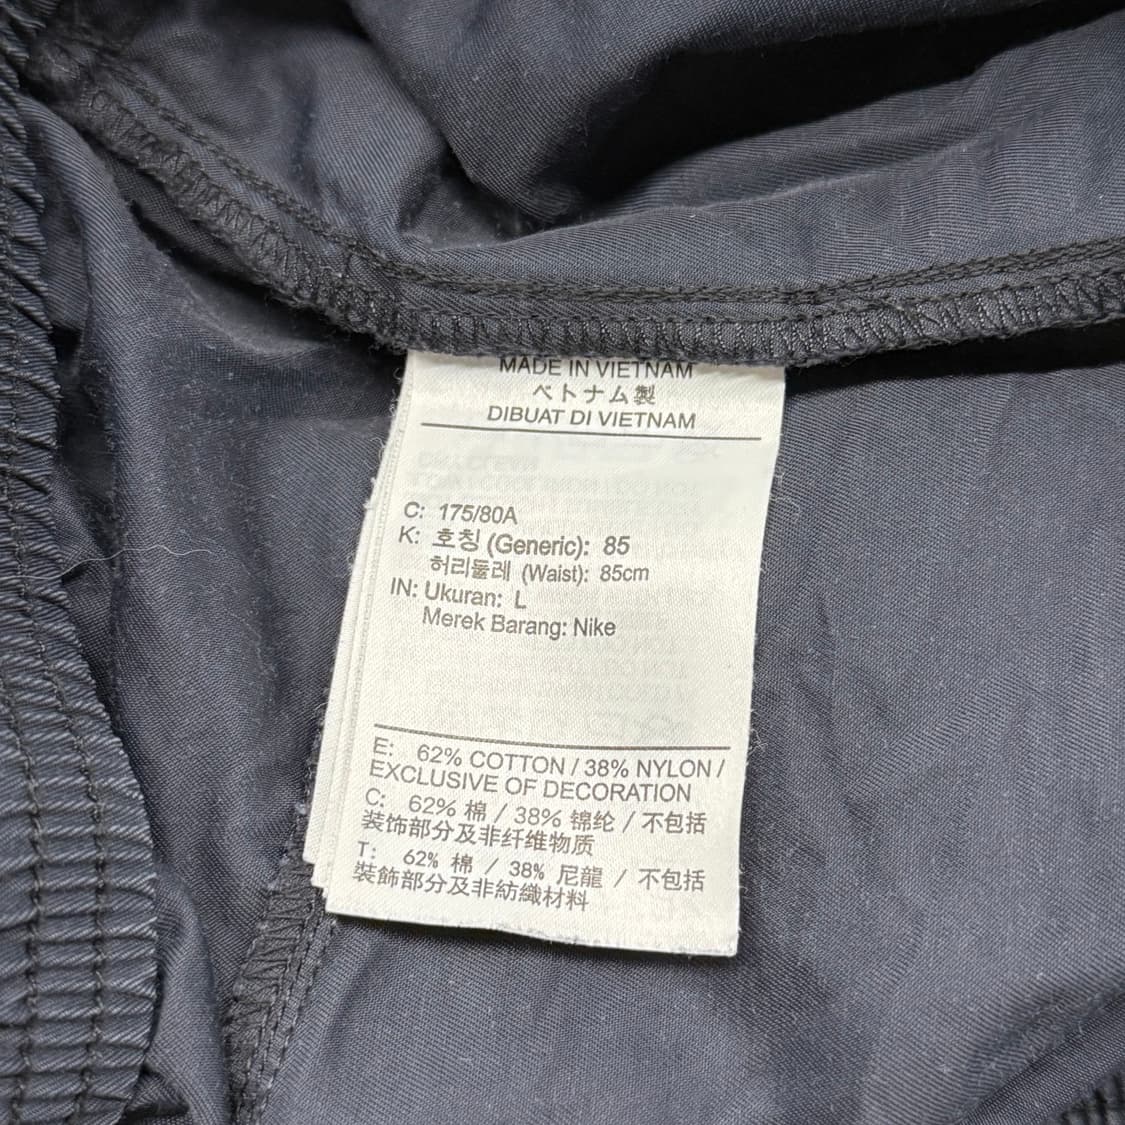 MADE IN VIETNAM
ベトナム製
DIBUAT DI VIETNAM
C: 175/80A
K: 호칭 (Generic): 85
허리둘레 (Waist): 85cm
IN: Ukuran: L
Merek Barang: Nike
E: 62% COTTON / 38% NYLON /
EXCLUSIVE OF DECORATION
C: 62% 棉 / 38% 锦纶 / 不包括
装饰部分及非纤维物质
T: 62% 棉 / 38% 尼龍 / 不包括
裝飾部分及非紡織材料